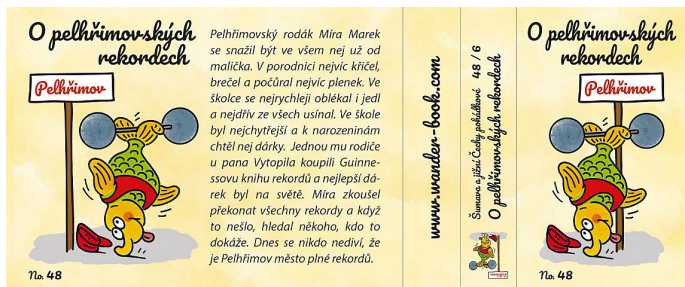 O pelhřimovských
rekordech
Pelhřimov
No. 48
Pelhřimovský rodák Míra Marek
se snažil být ve všem nej už od
malička. V porodnici nejvíc křičel,
brečel a počůral nejvíc plenek. Ve
školce se nejrychleji oblékal i jedl
a nejdřív ze všech usínal. Ve škole
byl nejchytřejší a k narozeninám
chtěl nej dárky. Jednou mu rodiče
u pana Vytopila koupili Guinne-
ssovu knihu rekordů a nejlepší dá-
rek byl na světě. Míra zkoušel
překonat všechny rekordy a když
to nešlo, hledal někoho, kdo to
dokáže. Dnes se nikdo nediví, že
je Pelhřimov město plné rekordů.
www.wander-book.com
Šumava a jižní Čechy pohádkové 48 / 6
O pelhřimovských rekordech
Pelhřimov
O pelhřimovských
rekordech
Pelhřimov
No. 48